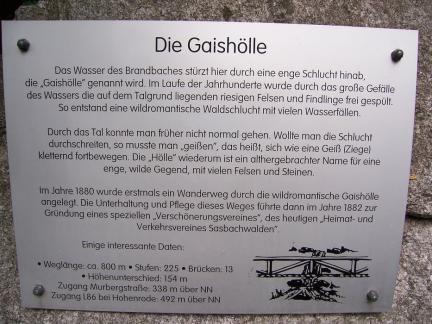 Die Gaishölle
Das Wasser des Brandbaches stürzt hier durch eine enge Schlucht hinab,
die „Gaishölle" genannt wird. Im Laufe der Jahrhunderte wurde durch das große Gefälle
des Wassers die auf dem Talgrund liegenden riesigen Felsen und Findlinge frei gespült.
So entstand eine wildromantische Waldschlucht mit vielen Wasserfällen.
Durch das Tal konnte man früher nicht normal gehen. Wollte man die Schlucht
durchschreiten, so musste man „geißen", das heißt, sich wie eine Geiß (Ziege)
kletternd fortbewegen. Die „Hölle" wiederum ist ein althergebrachter Name für eine
enge, wilde Gegend, mit vielen Felsen und Steinen.
Im Jahre 1880 wurde erstmals ein Wanderweg durch die wildromantische Gaishölle
angelegt. Die Unterhaltung und Pflege dieses Weges führte dann im Jahre 1882 zur
Gründung eines speziellen „Verschönerungsvereines", des heutigen „Heimat- und
Verkehrsvereines Sasbachwalden".
Einige interessante Daten:
• Weglänge: ca. 800 m • Stufen: 225 • Brücken: 13
• Höhenunterschied: 154 m
Zugang Murbergstraße: 338 m über NN
Zugang L86 bei Hohenrode: 492 m über NN